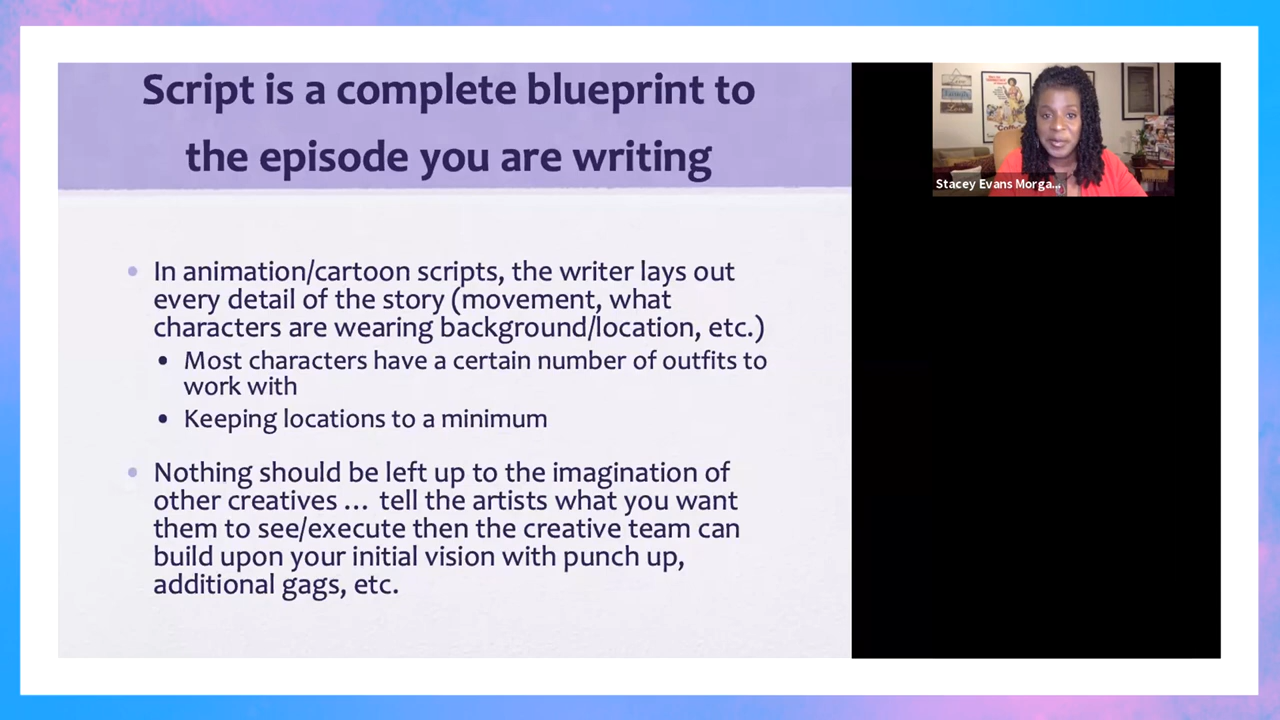 Script is a complete blueprint to
the episode you are writing
• In animation/cartoon scripts, the writer lays out
every detail of the story (movement, what
characters are wearing background/location, etc.)
• Most characters have a certain number of outfits to
work with
• Keeping locations to a minimum
• Nothing should be left up to the imagination of
other creatives … tell the artists what you want
them to see/execute then the creative team can
build upon your initial vision with punch up,
additional gags, etc.
Stacey Evans Morga...